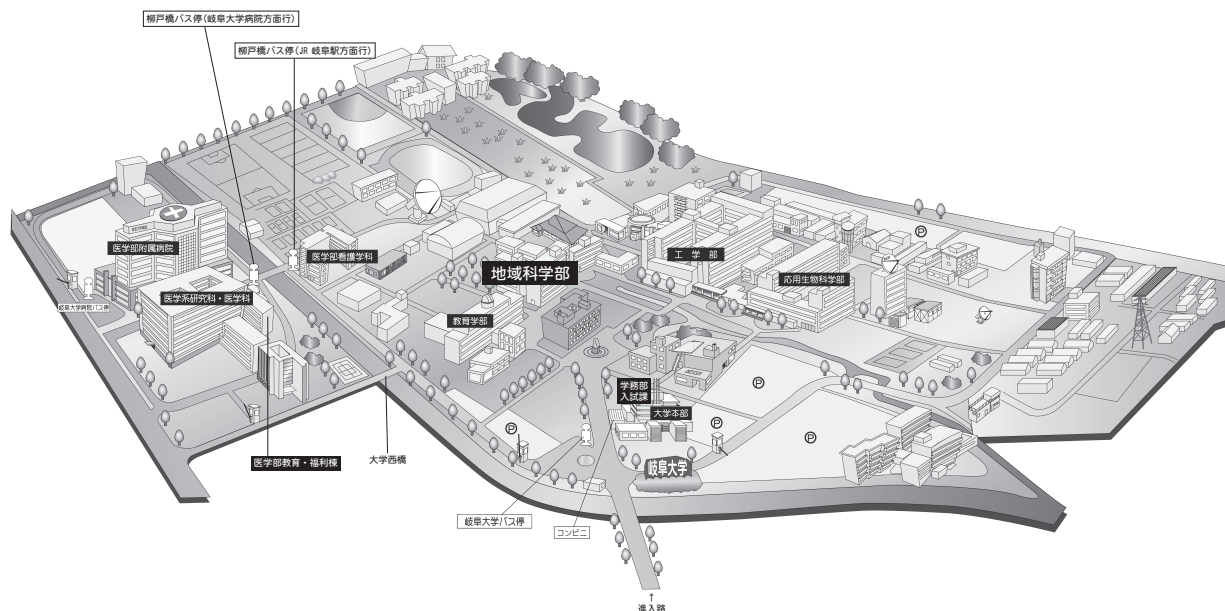 柳戸橋バス停(岐阜大学病院方面行)
柳戸橋バス停(JR 岐阜駅方面行)
医学部附属病院
医学部看護学科
岐阜大学病院バス停
医学系研究科・医学科
地域科学部
工学部
応用生物科学部
教育学部
学務部
入試課
大学本部
P
P
P
P
P
岐阜大学
医学部教育・福利棟
大学西橋
岐阜大学バス停
コンビニ
↑
進入路